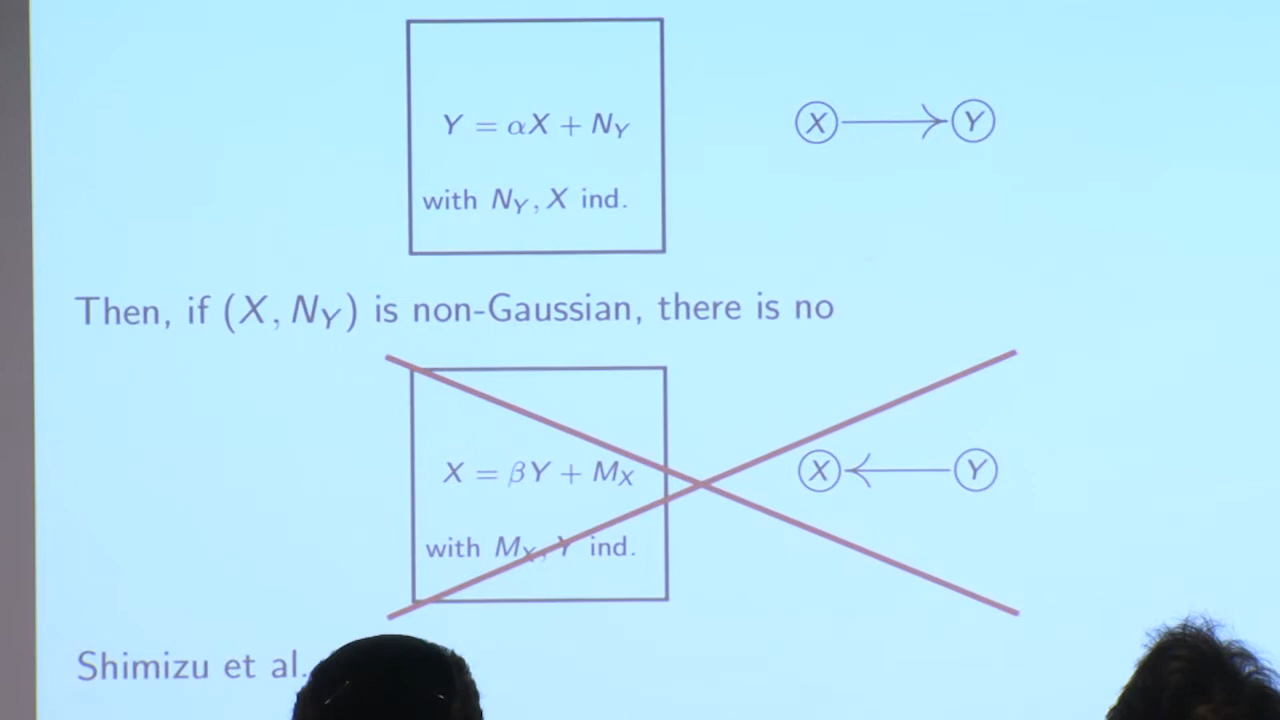 Y = αX + N_Y
X → Y
with N_Y, X ind.
Then, if (X, N_Y) is non-Gaussian, there is no
X = βY + M_X
X ← Y
with M_X, Y ind.
Shimizu et al.